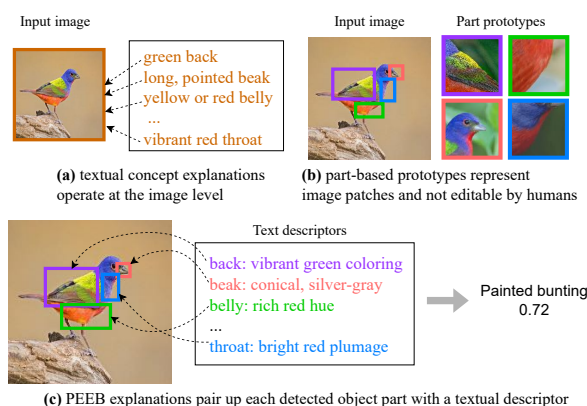 Input image
green back
long, pointed beak
yellow or red belly
...
vibrant red throat
(a) textual concept explanations
operate at the image level
Input image
Part prototypes
(b) part-based prototypes represent
image patches and not editable by humans
Input image
Text descriptors
back: vibrant green coloring
beak: conical, silver-gray
belly: rich red hue
...
throat: bright red plumage
Painted bunting
0.72
(c) PEEB explanations pair up each detected object part with a textual descriptor